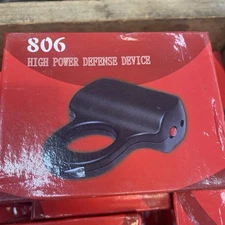 806
HIGH POWER DEFENSE DEVICE